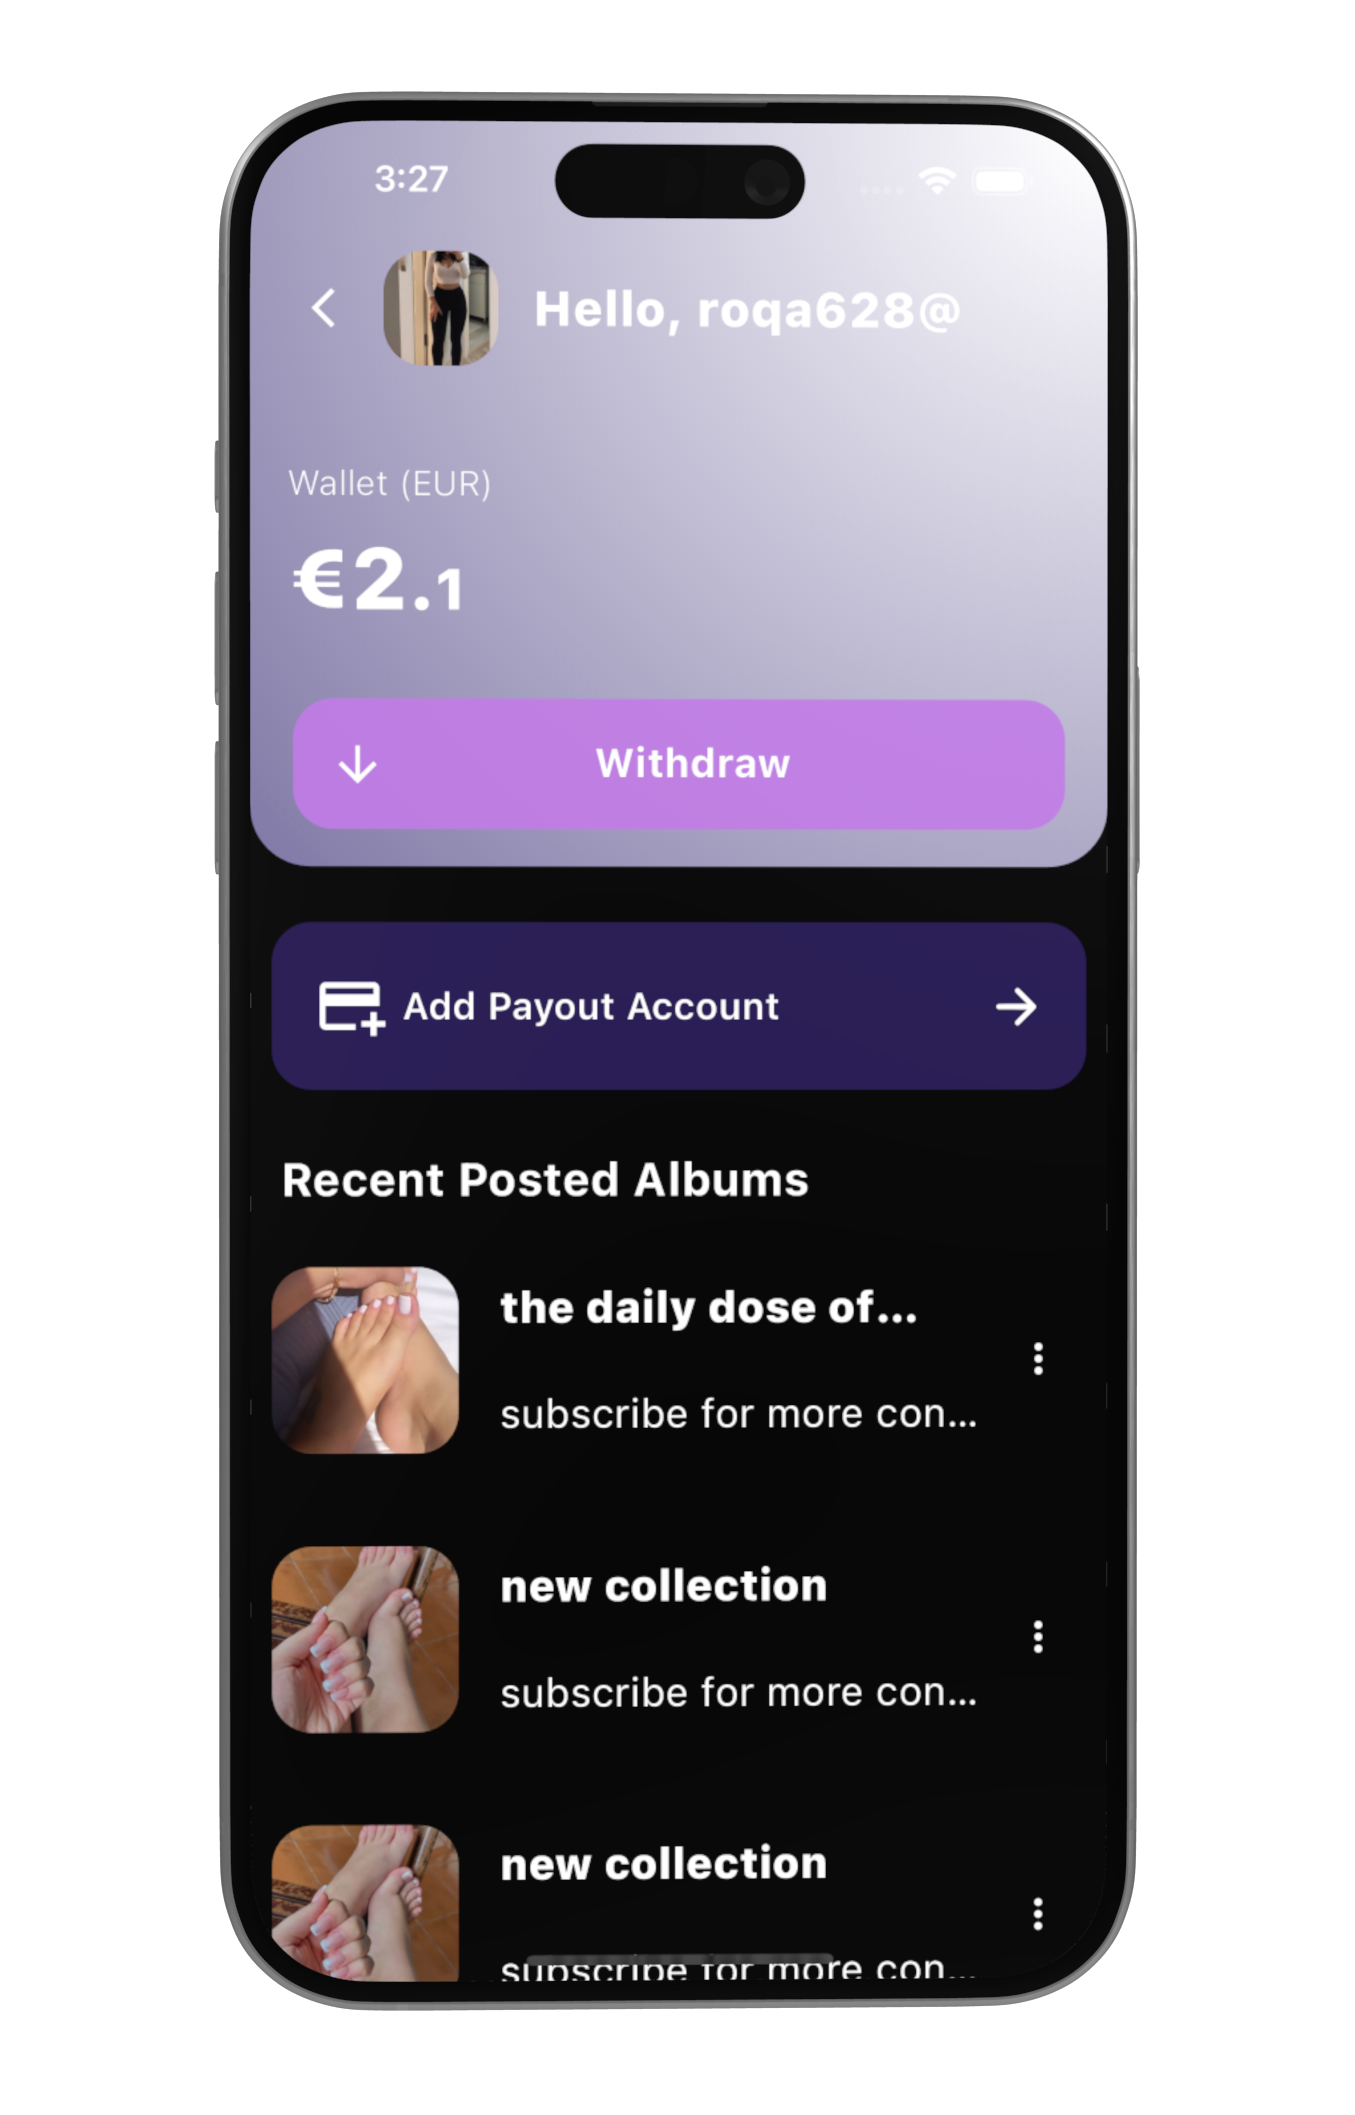 3:27
Hello, roqa628@
Wallet (EUR)
€2.1
Withdraw
Add Payout Account
Recent Posted Albums
the daily dose of...
subscribe for more con...
new collection
subscribe for more con...
new collection
subscribe for more con...